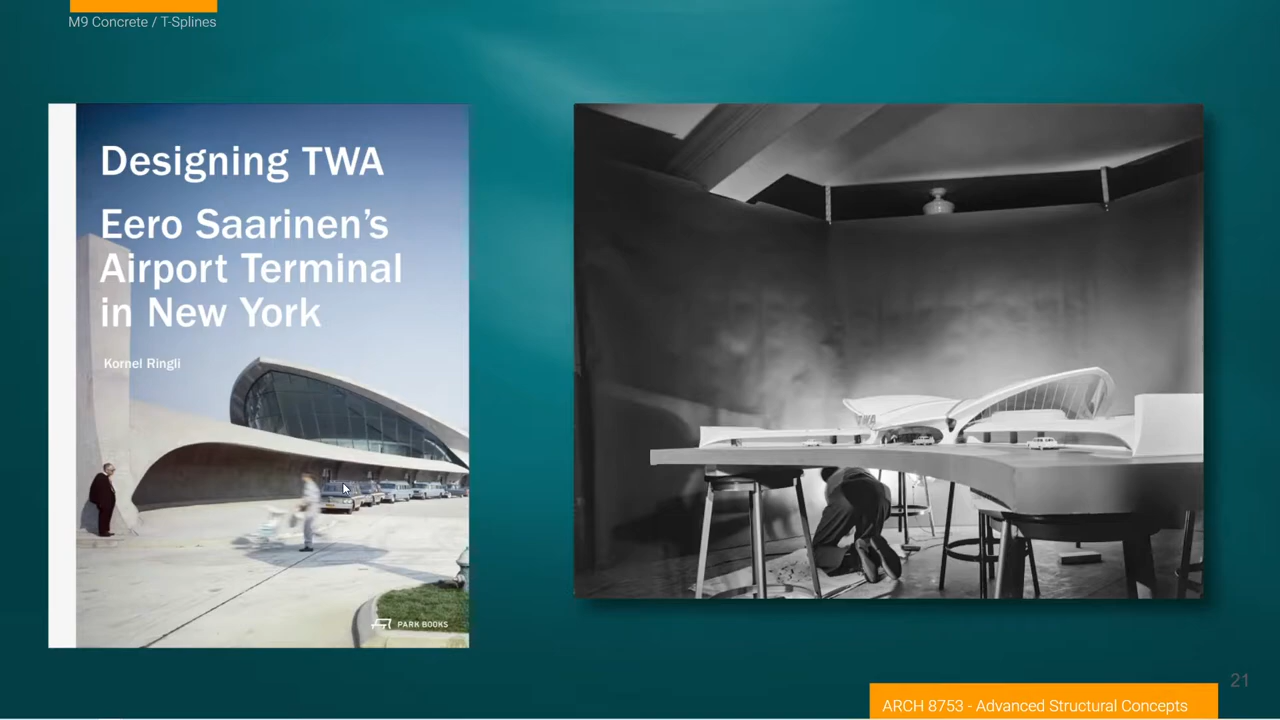 M9 Concrete / T-Splines
Designing TWA
Eero Saarinen's
Airport Terminal
in New York
Kornel Ringli
PARK BOOKS
TWA
21
ARCH 8753 - Advanced Structural Concepts